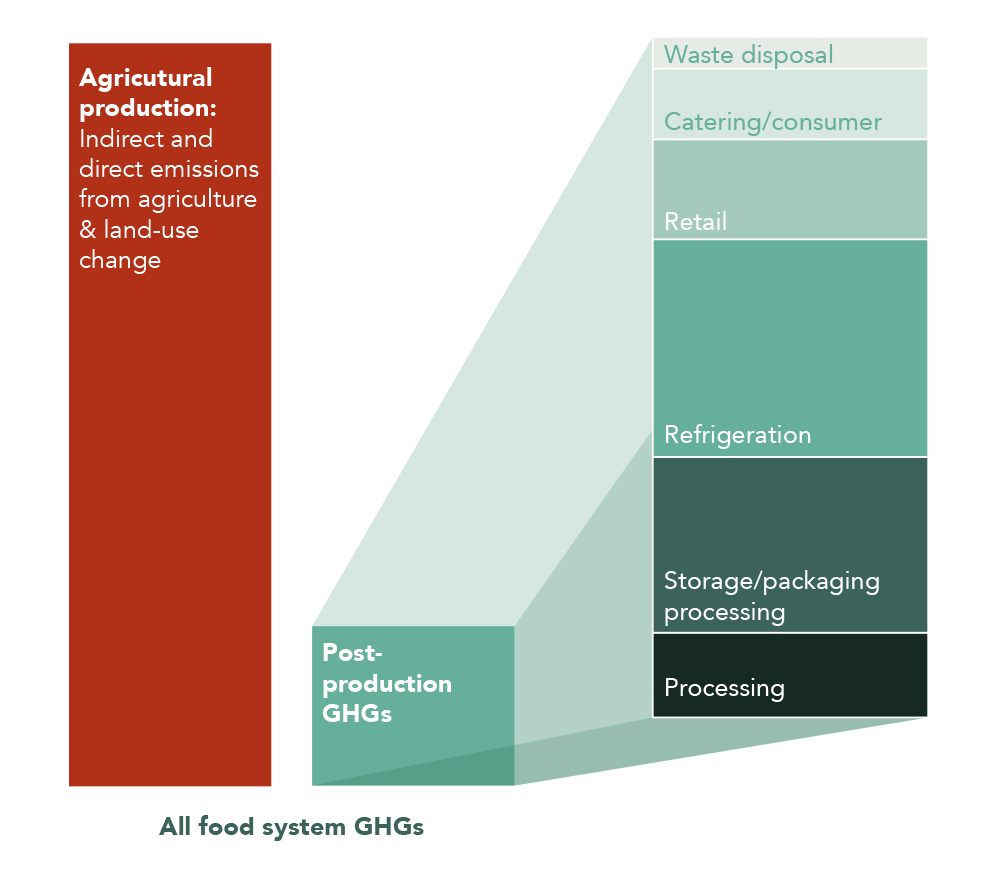 Agricutural
production:
Indirect and
direct emissions
from agriculture
& land-use
change
Post-
production
GHGs
Waste disposal
Catering/consumer
Retail
Refrigeration
Storage/packaging
processing
Processing
All food system GHGs